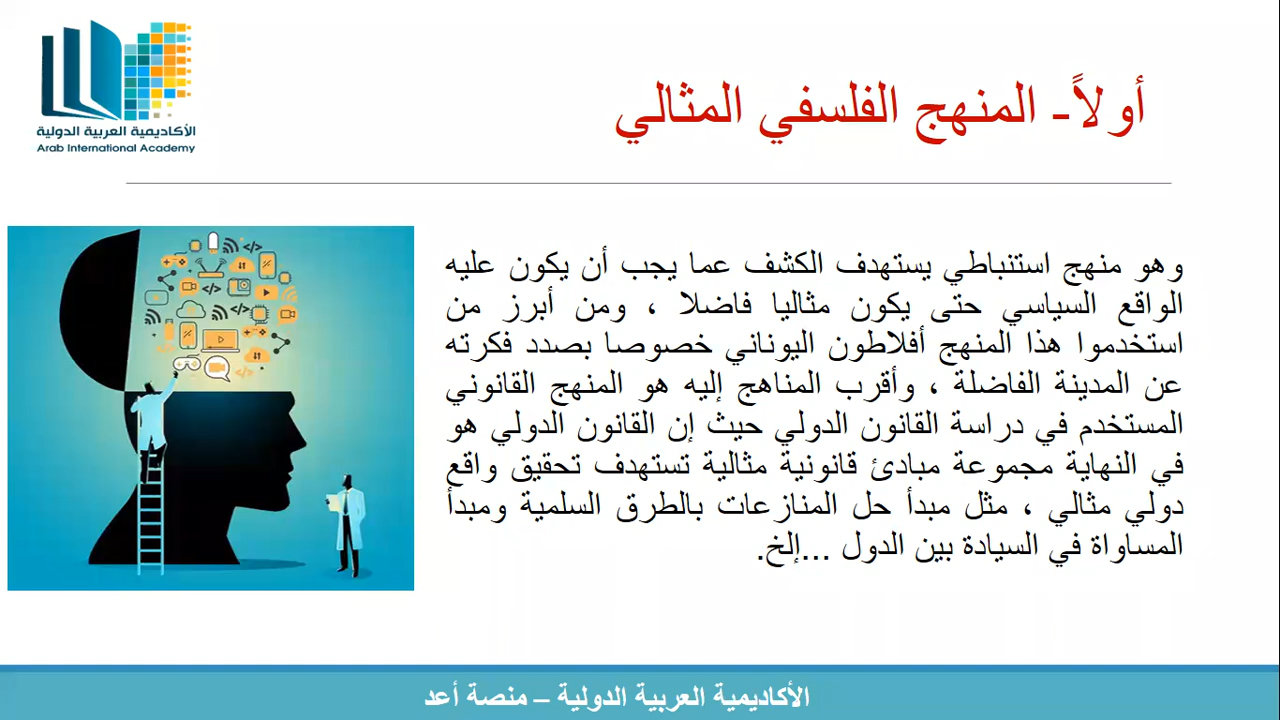 الأكاديمية العربية الدولية
Arab International Academy
أولاً- المنهج الفلسفي المثالي
وهو منهج استنباطي يستهدف الكشف عما يجب أن يكون عليه
الواقع السياسي حتى يكون مثاليا فاضلا ، ومن أبرز من
استخدموا هذا المنهج أفلاطون اليوناني خصوصا بصدد فكرته
عن المدينة الفاضلة ، وأقرب المناهج إليه هو المنهج القانوني
المستخدم في دراسة القانون الدولي حيث إن القانون الدولي هو
في النهاية مجموعة مبادئ قانونية مثالية تستهدف تحقيق واقع
دولي مثالي ، مثل مبدأ حل المنازعات بالطرق السلمية ومبدأ
المساواة في السيادة بين الدول ...إلخ.
الأكاديمية العربية الدولية – منصة أعد